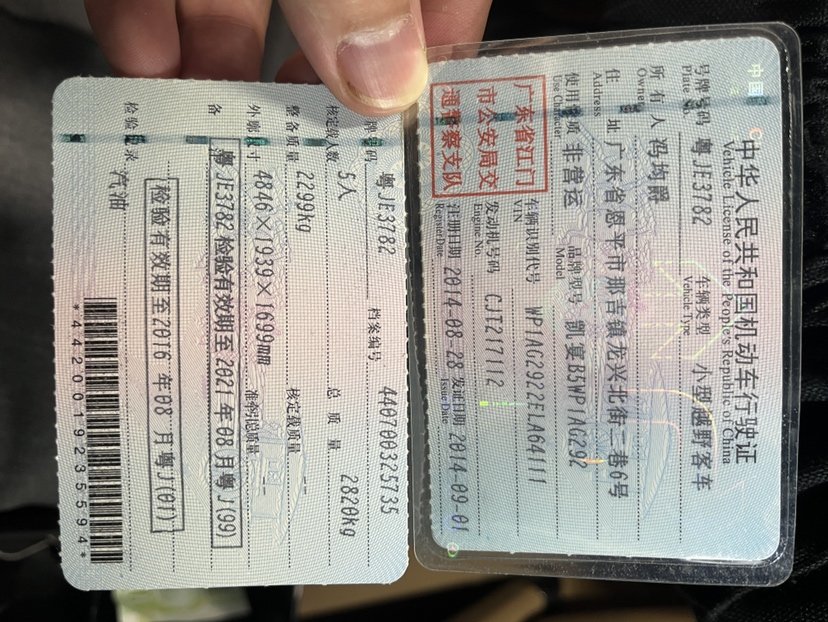 中华人民共和国机动车行驶证
Vehicle License of the People's Republic of China
号牌号码 粤JE3782 车辆类型 小型越野客车
Plate No. Vehicle Type
所有人 冯均爵
Owner
住址 广东省恩平市那吉镇龙兴北街二巷6号
Address
使用性质 非营运 品牌型号 凯宴B5WP1AG292
Use Character Model
广东省江门
市公安局交
通警察支队
车辆识别代号 WP1AG2922ELA64111
VIN
发动机号码 CJT217112
Engine No.
注册日期 2014-08-28 发证日期 2014-09-01
Register Date Issue Date
号牌号码 粤JE3782 档案编号 440700325735
核定载人数 5人 总质量 2820kg
整备质量 2299kg 核定载质量 --
外廓尺寸 4846×1939×1699mm 准牵引总质量 --
备 粤JE3782 检验有效期至 2021年08月粤J(99)
检验有效期至2016年08月粤J(01)
检验记录 汽油
*4420019235594*